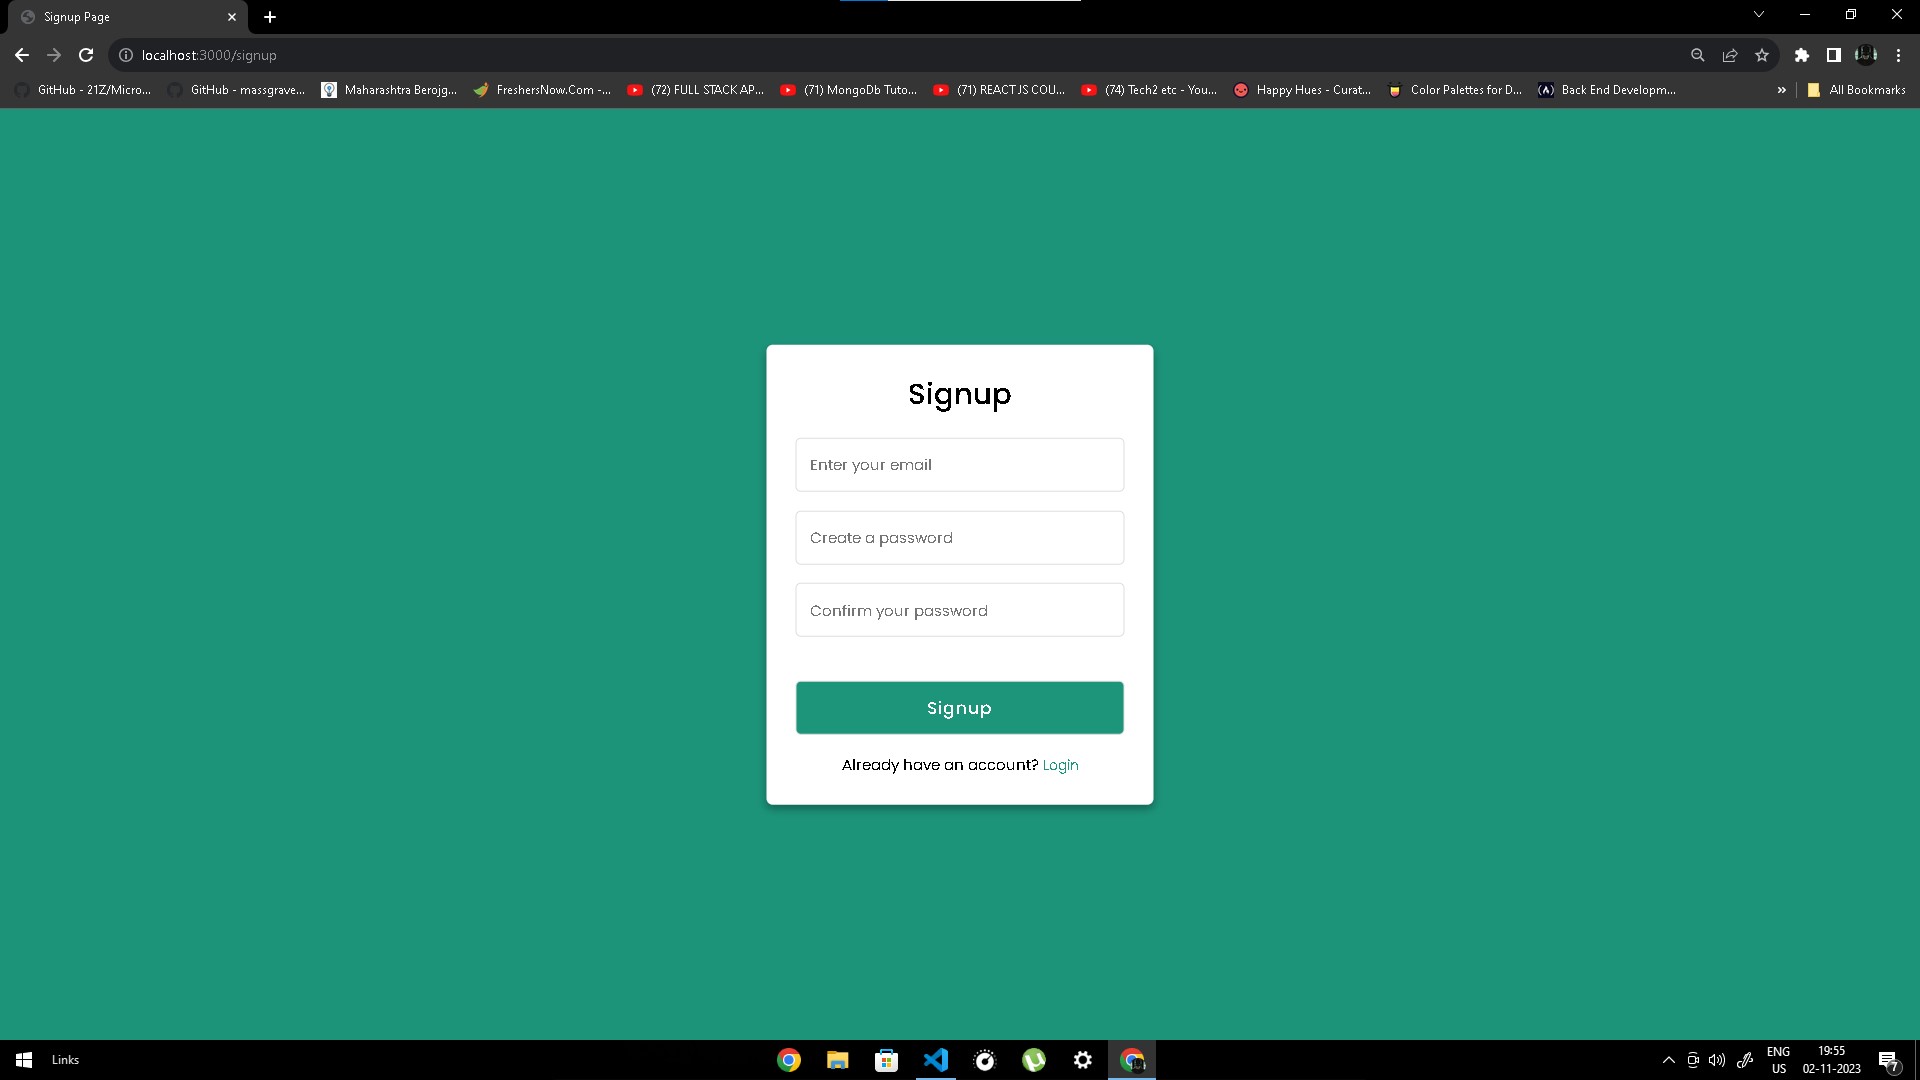 Signup Page
localhost:3000/signup
GitHub - 21Z/Micro... GitHub - massgrave... Maharashtra Berojg... FreshersNow.Com -... (72) FULL STACK AP... (71) MongoDb Tuto... (71) REACT JS COU... (74) Tech2 etc - You... Happy Hues - Curat... Color Palettes for D... Back End Developm... » All Bookmarks
Signup
Enter your email
Create a password
Confirm your password
Signup
Already have an account? Login
Links
ENG
US
19:55
02-11-2023
7